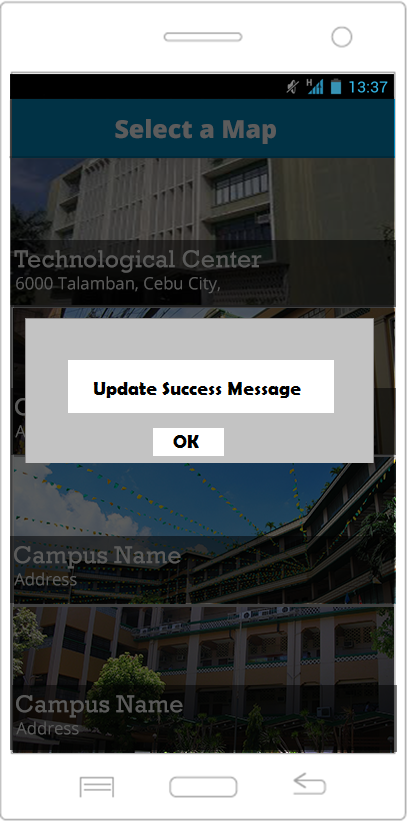 H
13:37
Select a Map
Technological Center
6000 Talamban, Cebu City,
C
A
Update Success Message
OK
Campus Name
Address
Campus Name
Address